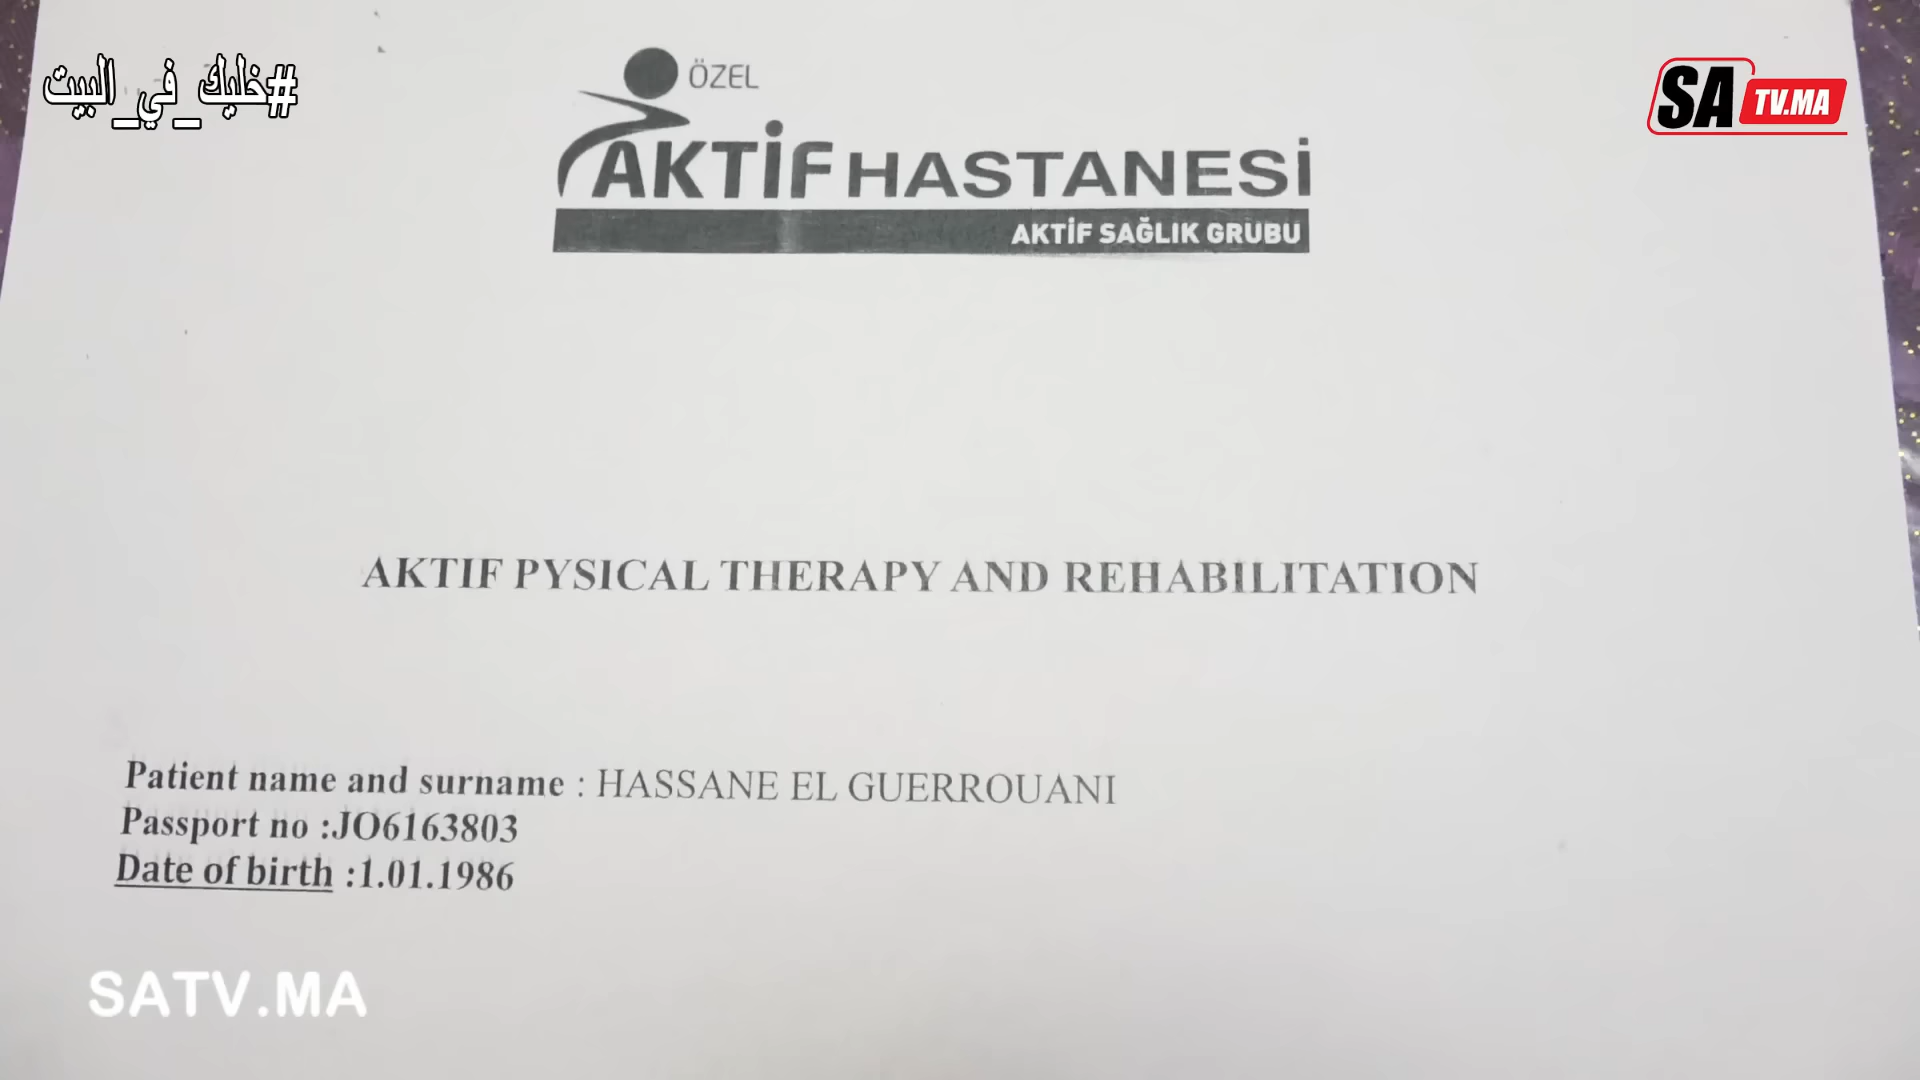 #خليك_في_البيت
SA TV.MA
ÖZEL
AKTİF HASTANESİ
AKTİF SAĞLIK GRUBU
AKTIF PYSICAL THERAPY AND REHABILITATION
Patient name and surname : HASSANE EL GUERROUANI
Passport no :JO6163803
Date of birth :1.01.1986
SATV.MA